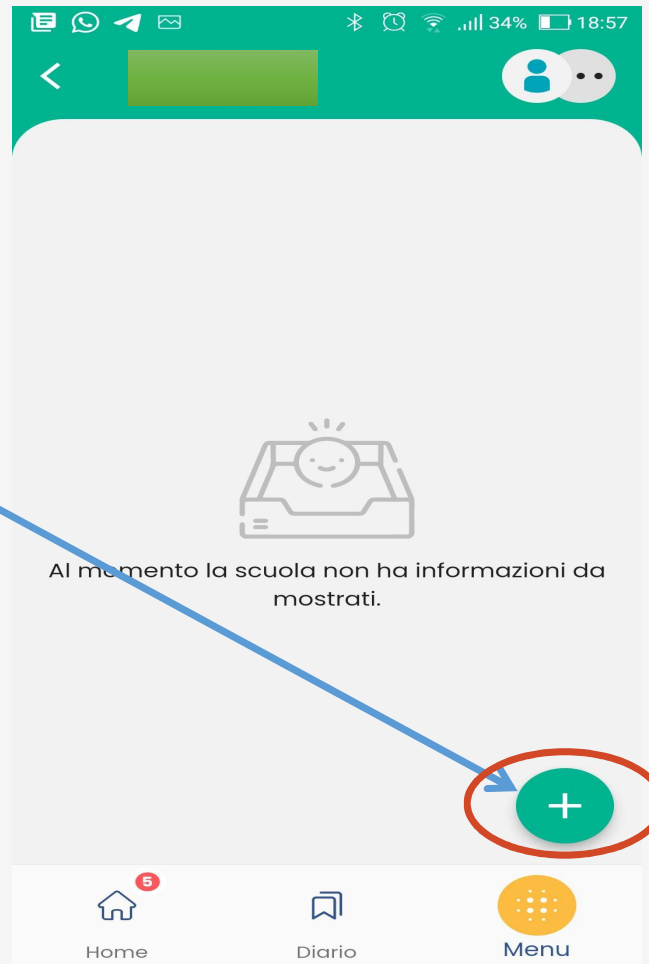 34% 18:57
Al momento la scuola non ha informazioni da
mostrati.
+
5
Home Diario Menu